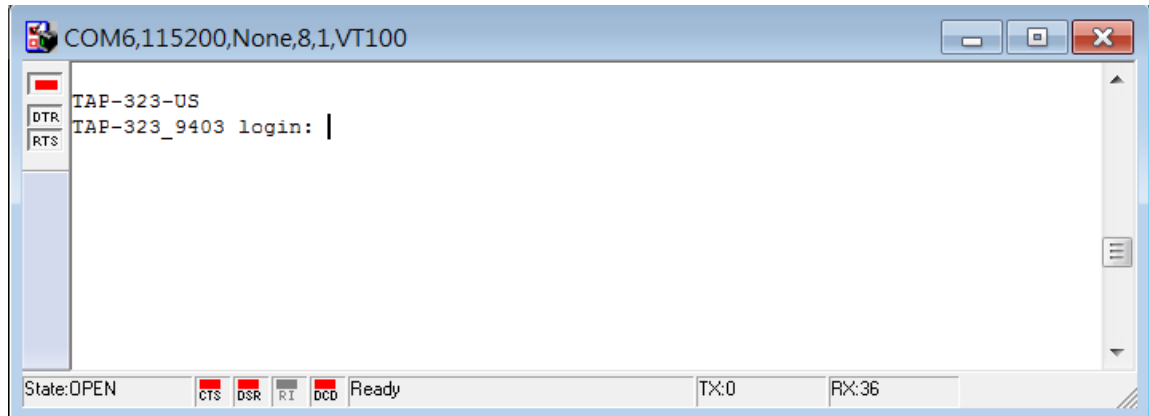 COM6,115200,None,8,1,VT100
TAP-323-US
DTR
TAP-323_9403 login:
RTS
State:OPEN
CTS
DSR
RI
DCD
Ready
TX:0
RX:36